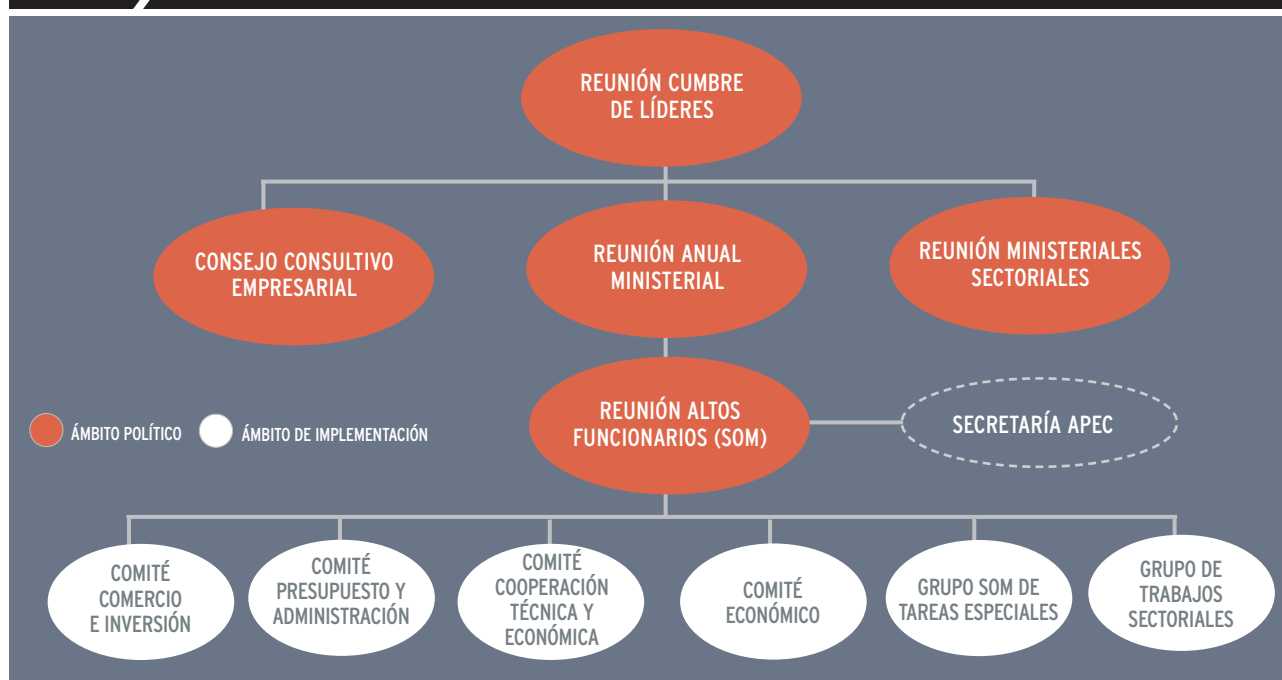 REUNIÓN CUMBRE
DE LÍDERES
CONSEJO CONSULTIVO
EMPRESARIAL
REUNIÓN ANUAL
MINISTERIAL
REUNIÓN MINISTERIALES
SECTORIALES
REUNIÓN ALTOS
FUNCIONARIOS (SOM)
SECRETARÍA APEC
ÁMBITO POLÍTICO
ÁMBITO DE IMPLEMENTACIÓN
COMITÉ
COMERCIO
E INVERSIÓN
COMITÉ
PRESUPUESTO Y
ADMINISTRACIÓN
COMITÉ
COOPERACIÓN
TÉCNICA Y
ECONÓMICA
COMITÉ
ECONÓMICO
GRUPO SOM DE
TAREAS ESPECIALES
GRUPO DE
TRABAJOS
SECTORIALES